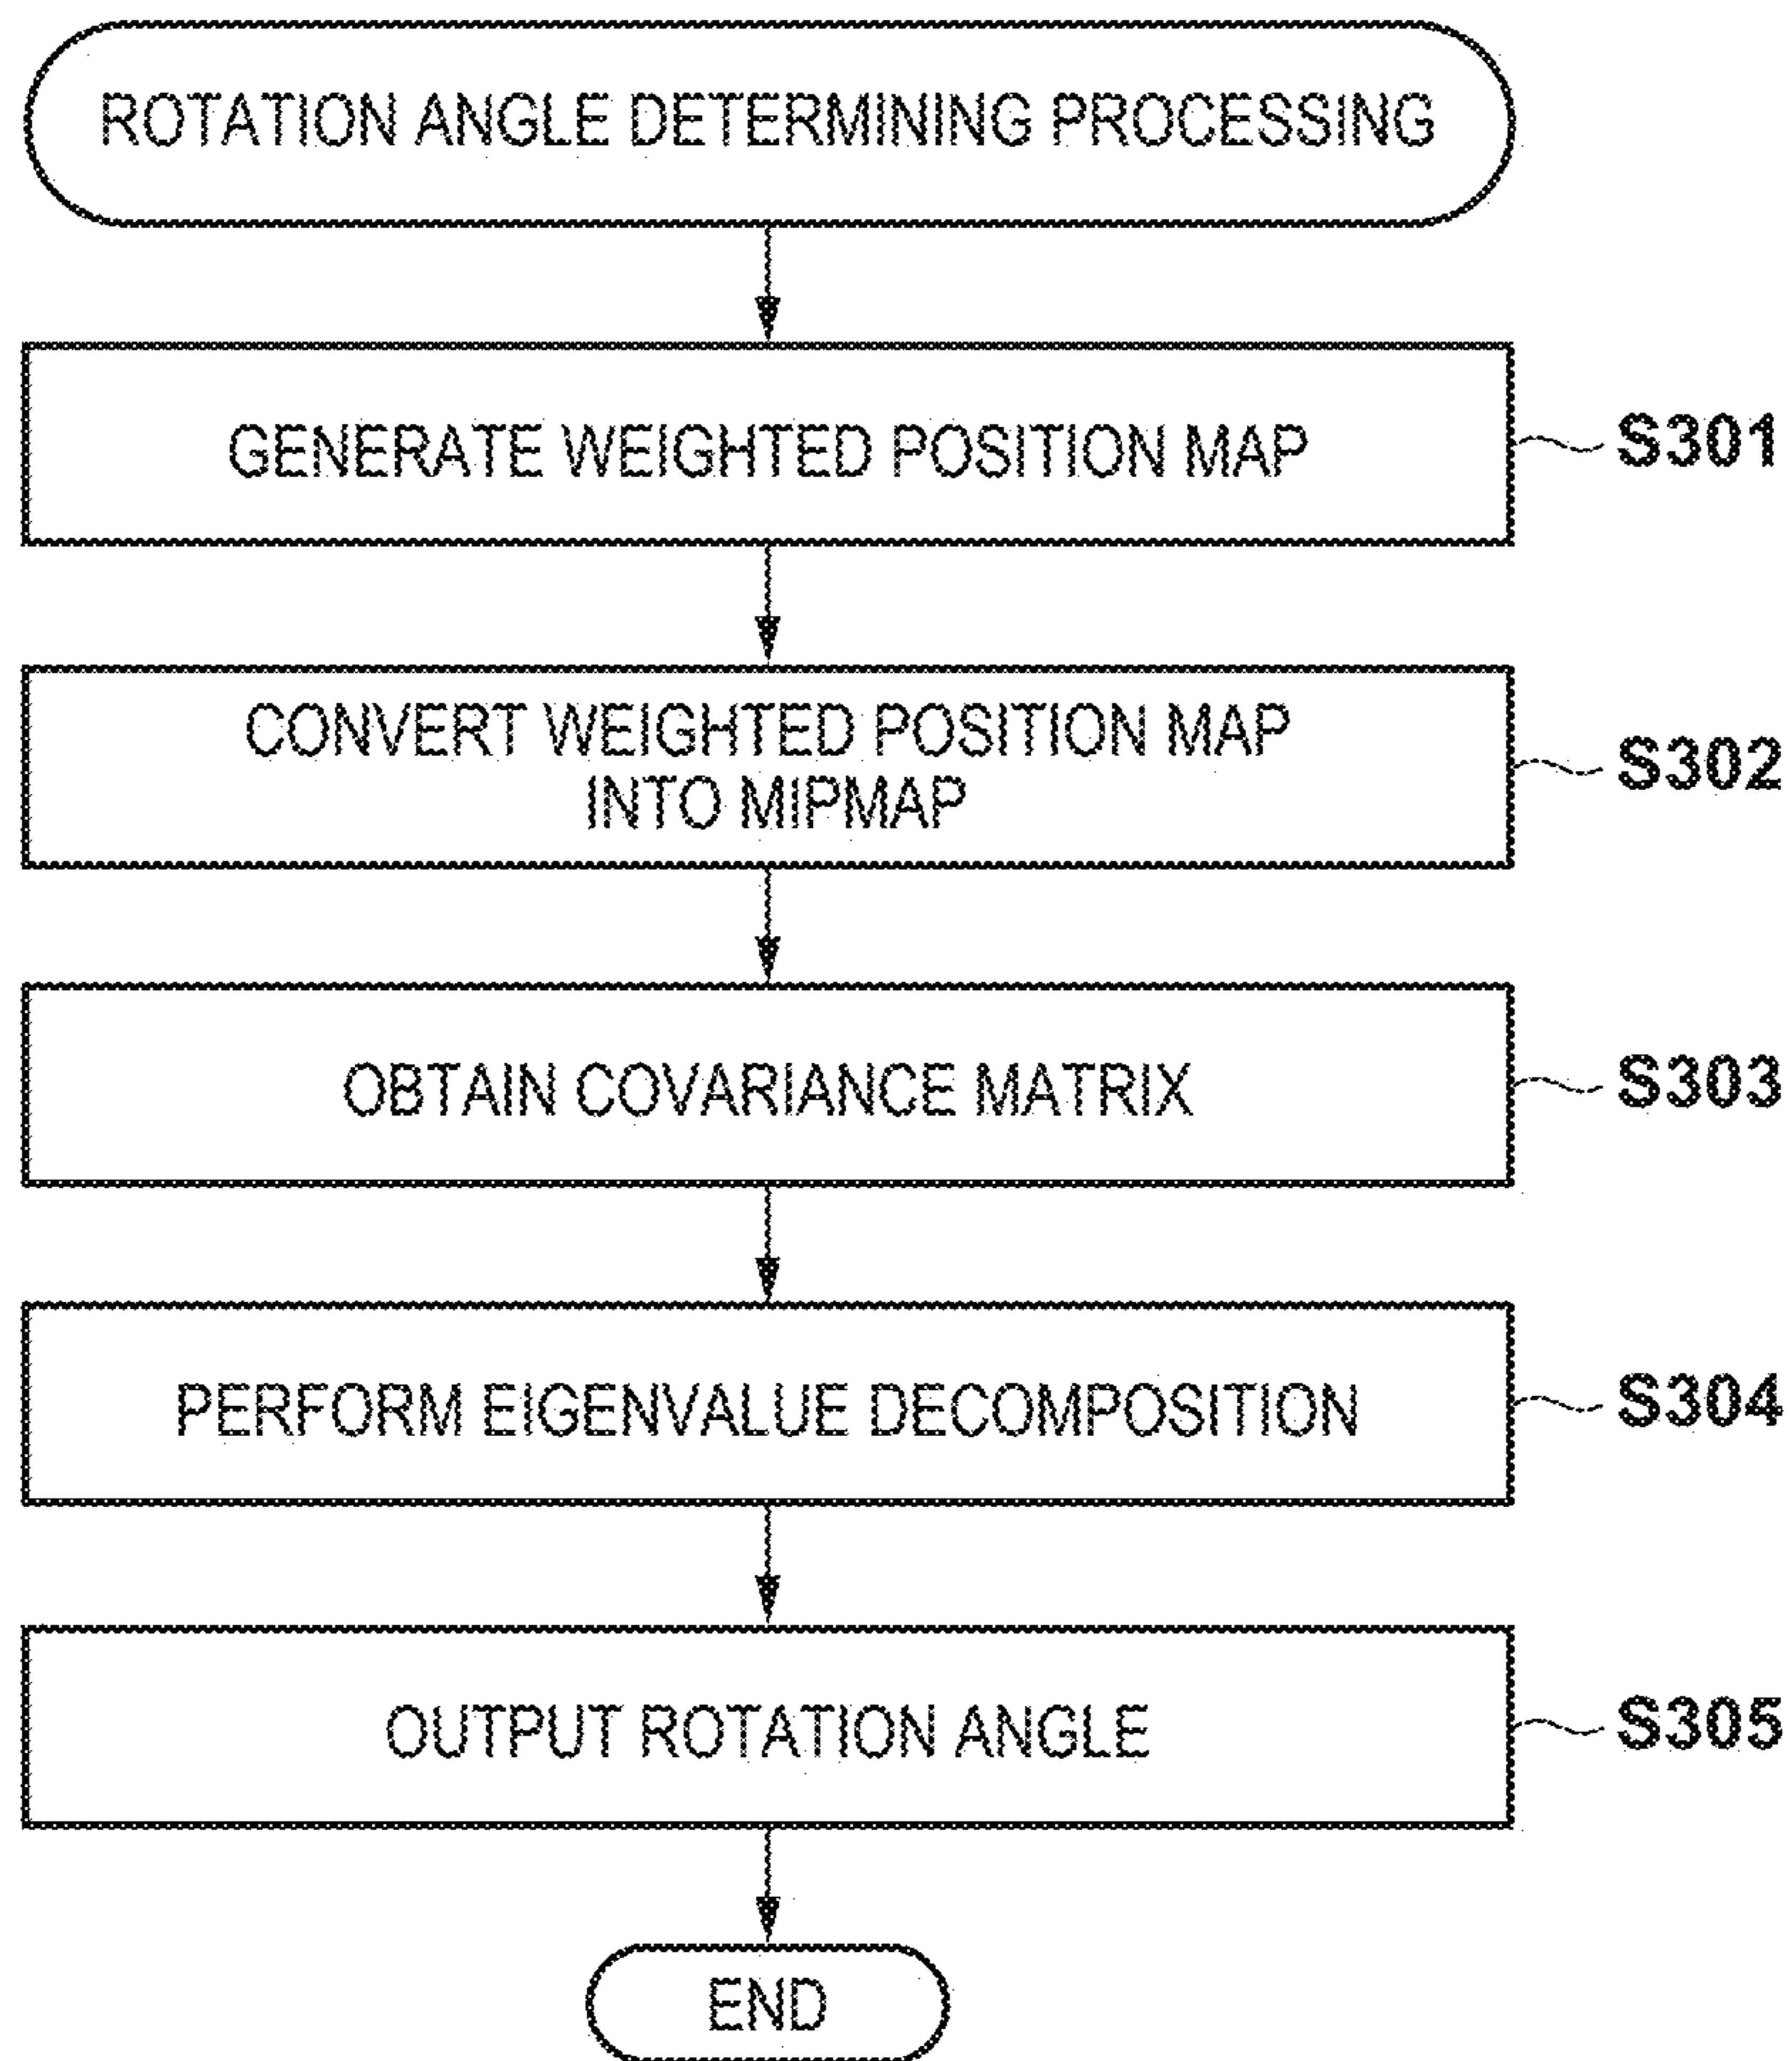 ROTATION ANGLE DETERMINING PROCESSING
GENERATE WEIGHTED POSITION MAP
S301
CONVERT WEIGHTED POSITION MAP
INTO MIPMAP
S302
OBTAIN COVARIANCE MATRIX
S303
PERFORM EIGENVALUE DECOMPOSITION
S304
OUTPUT ROTATION ANGLE
S305
END